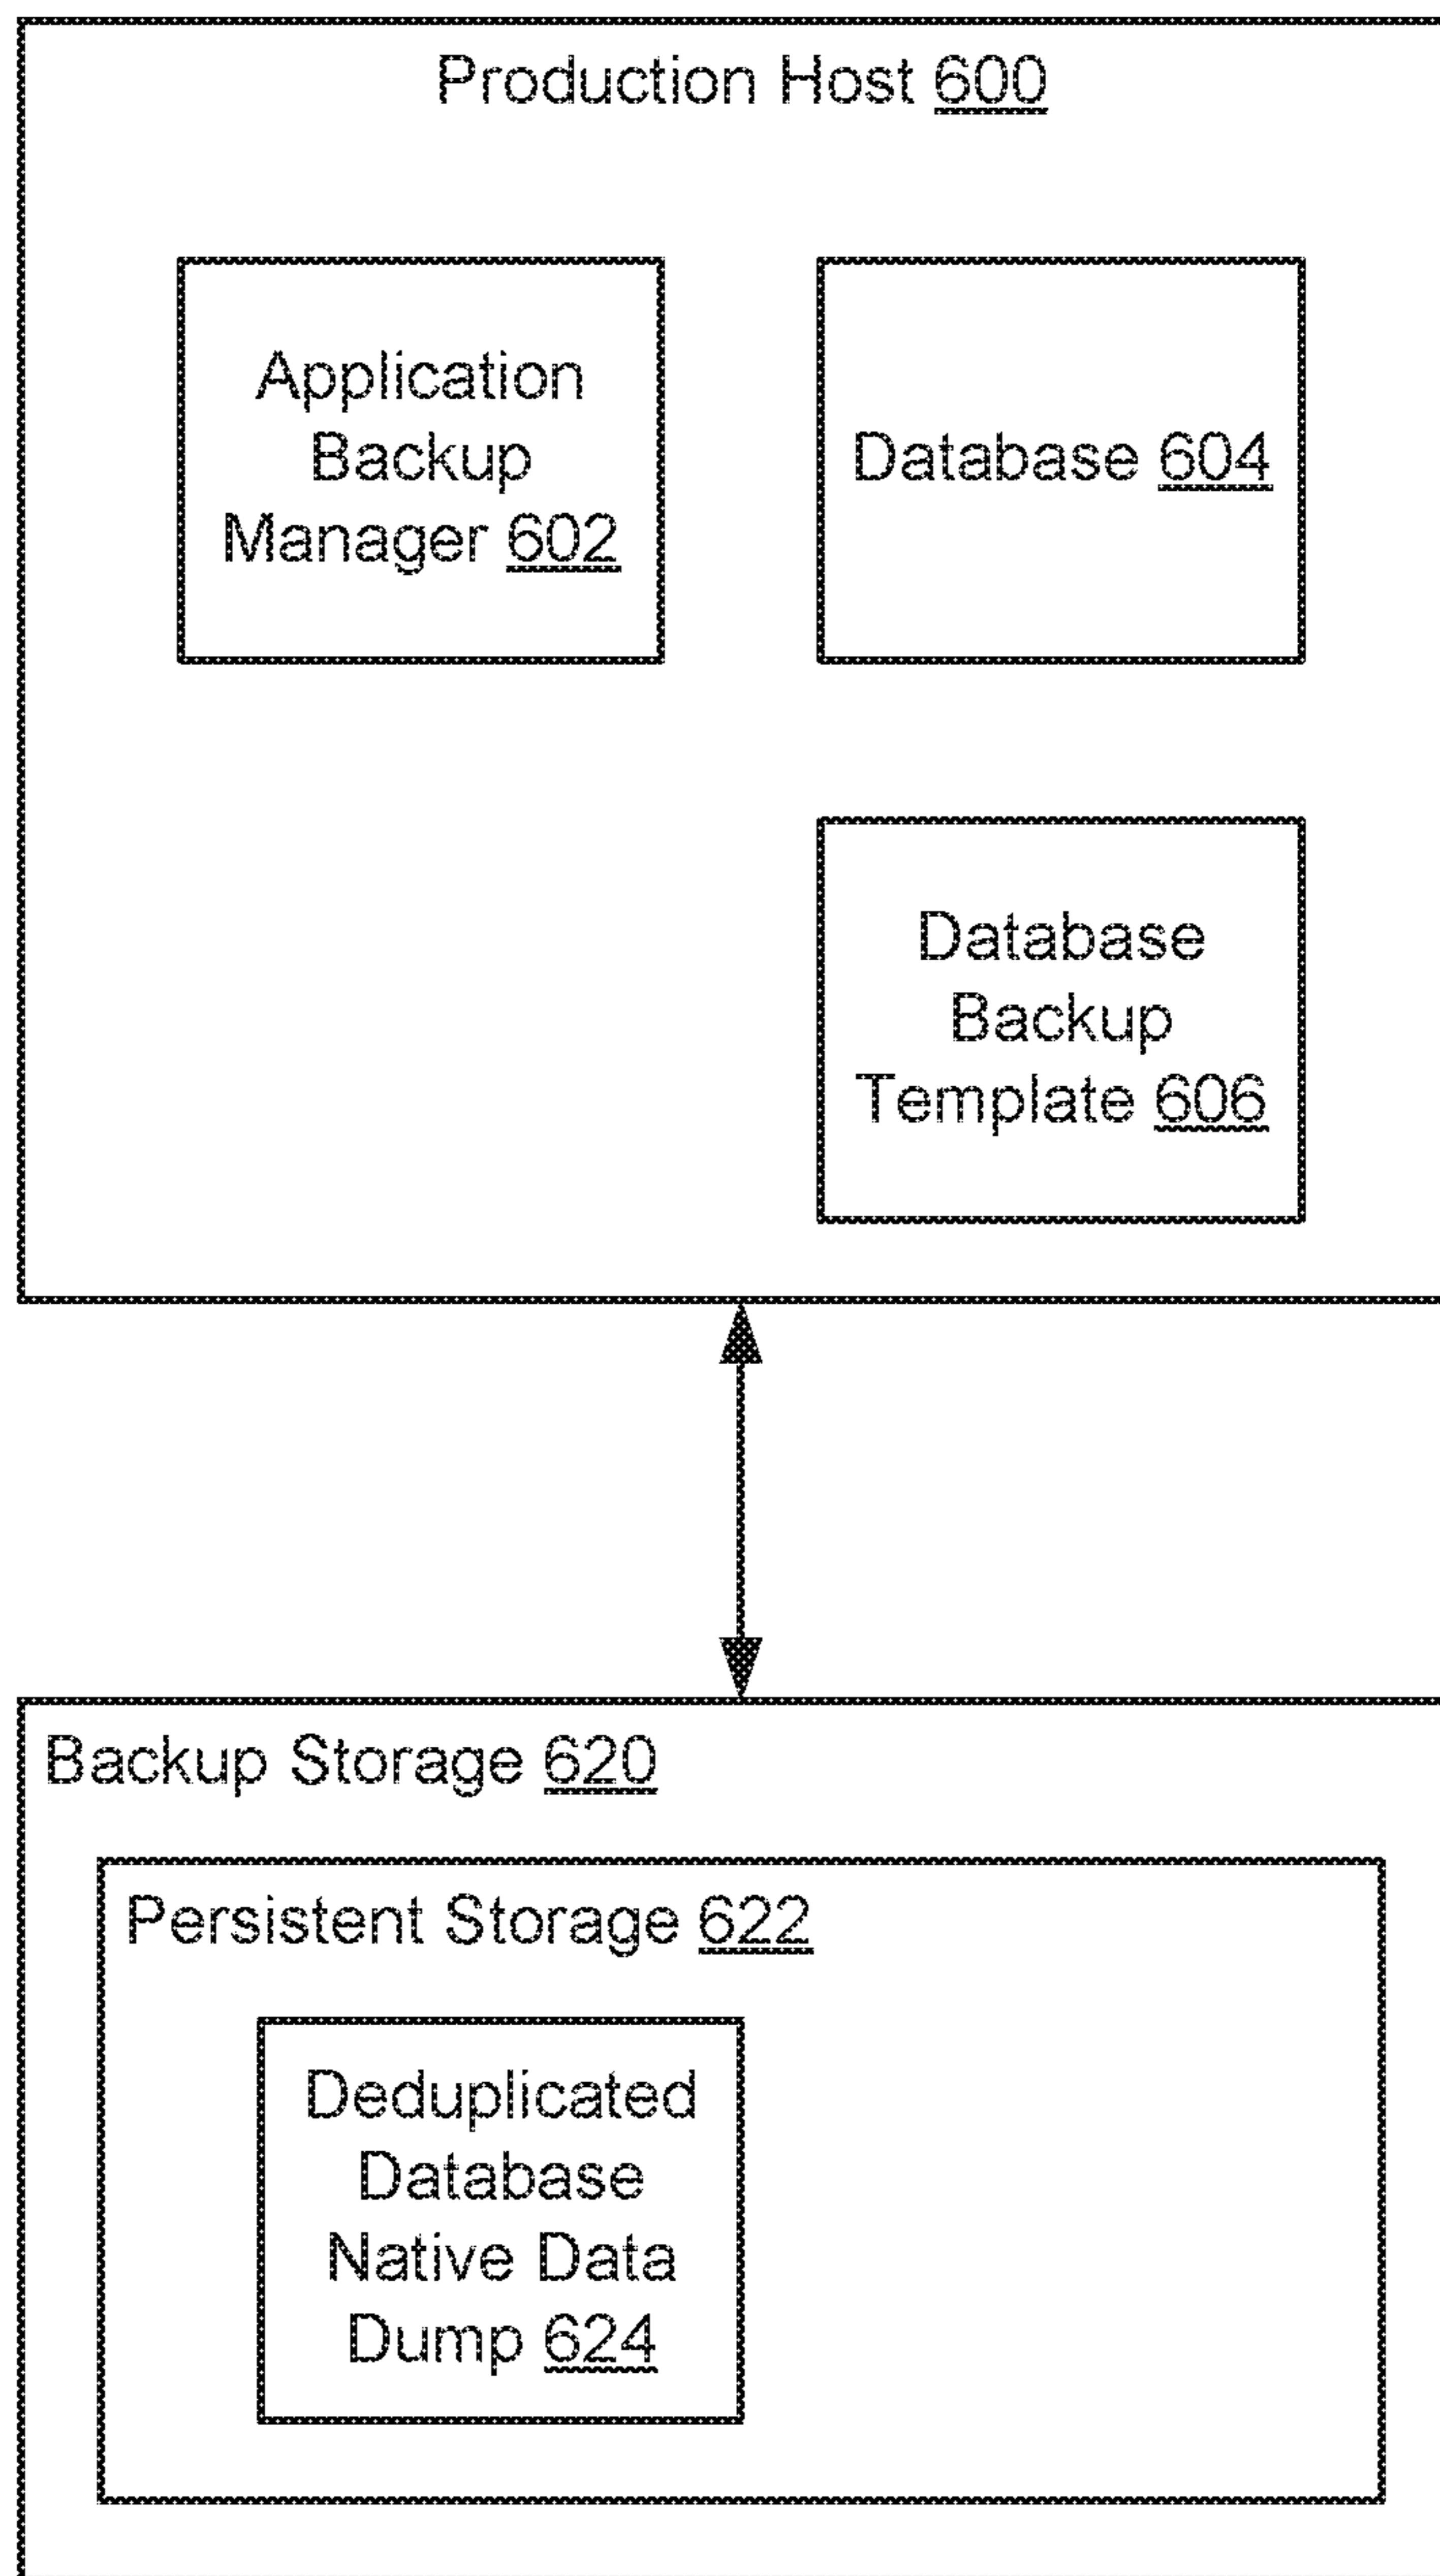 Production Host 600
Application
Backup
Manager 602
Database 604
Database
Backup
Template 606
Backup Storage 620
Persistent Storage 622
Deduplicated
Database
Native Data
Dump 624